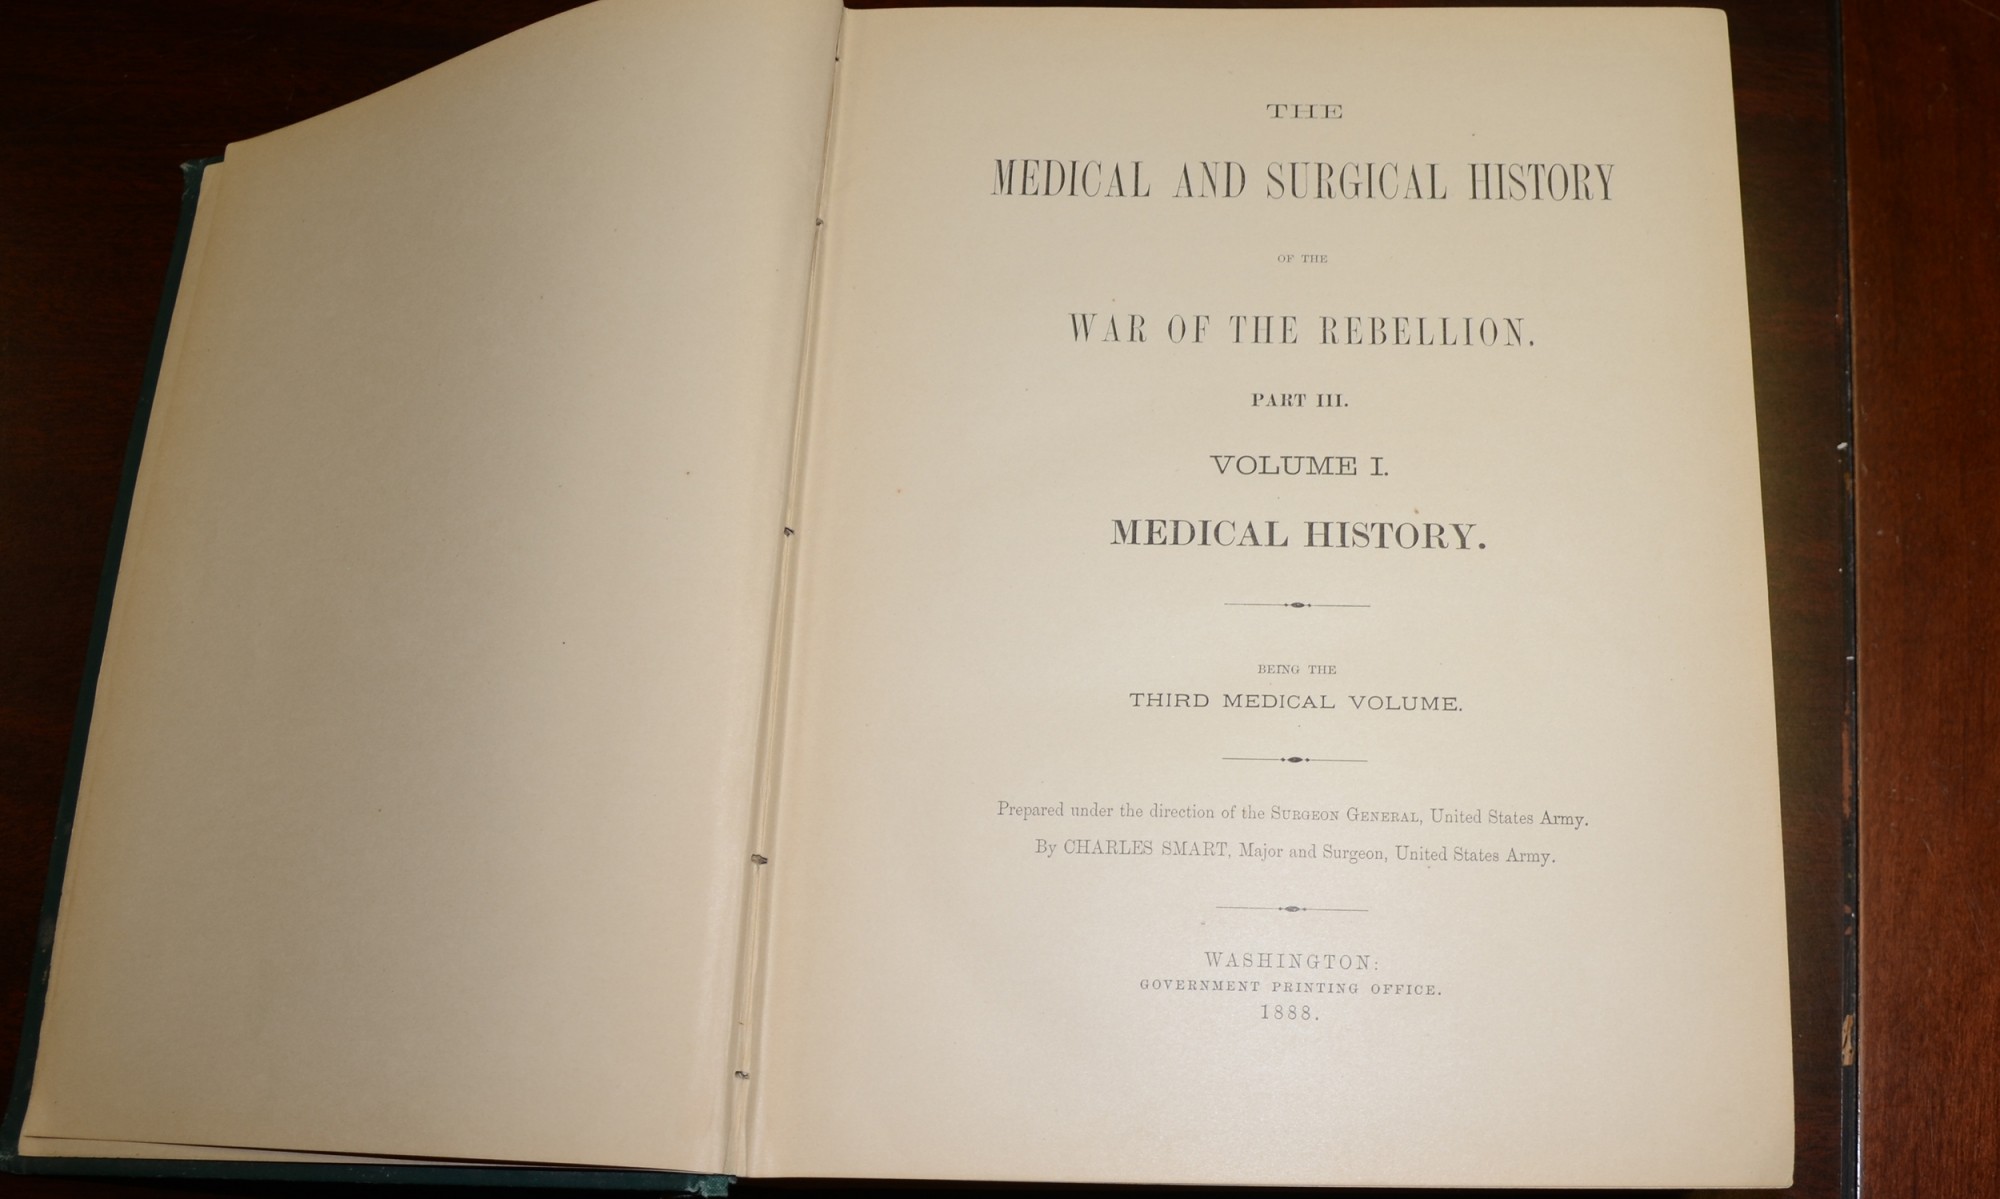 THE
MEDICAL AND SURGICAL HISTORY
OF THE
WAR OF THE REBELLION.
PART III.
VOLUME I.
MEDICAL HISTORY.
BEING THE
THIRD MEDICAL VOLUME.
Prepared under the direction of the SURGEON GENERAL, United States Army.
By CHARLES SMART, Major and Surgeon, United States Army.
WASHINGTON:
GOVERNMENT PRINTING OFFICE.
1888.